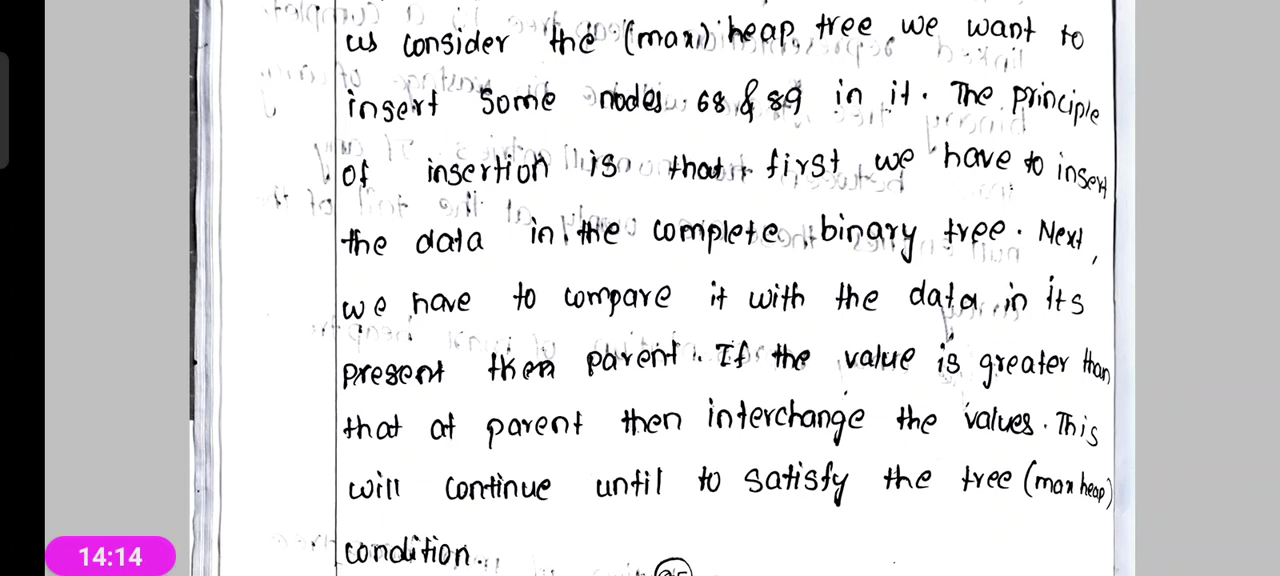 us consider the (max) heap tree we want to
insert some nodes 68 & 89 in it. The principle
of insertion is that first we have to insert
the data in the complete binary tree. Next,
we have to compare it with the data in its
present then parent. If the value is greater than
that at parent then interchange the values. This
will continue until to satisfy the tree (max heap)
condition.
14:14